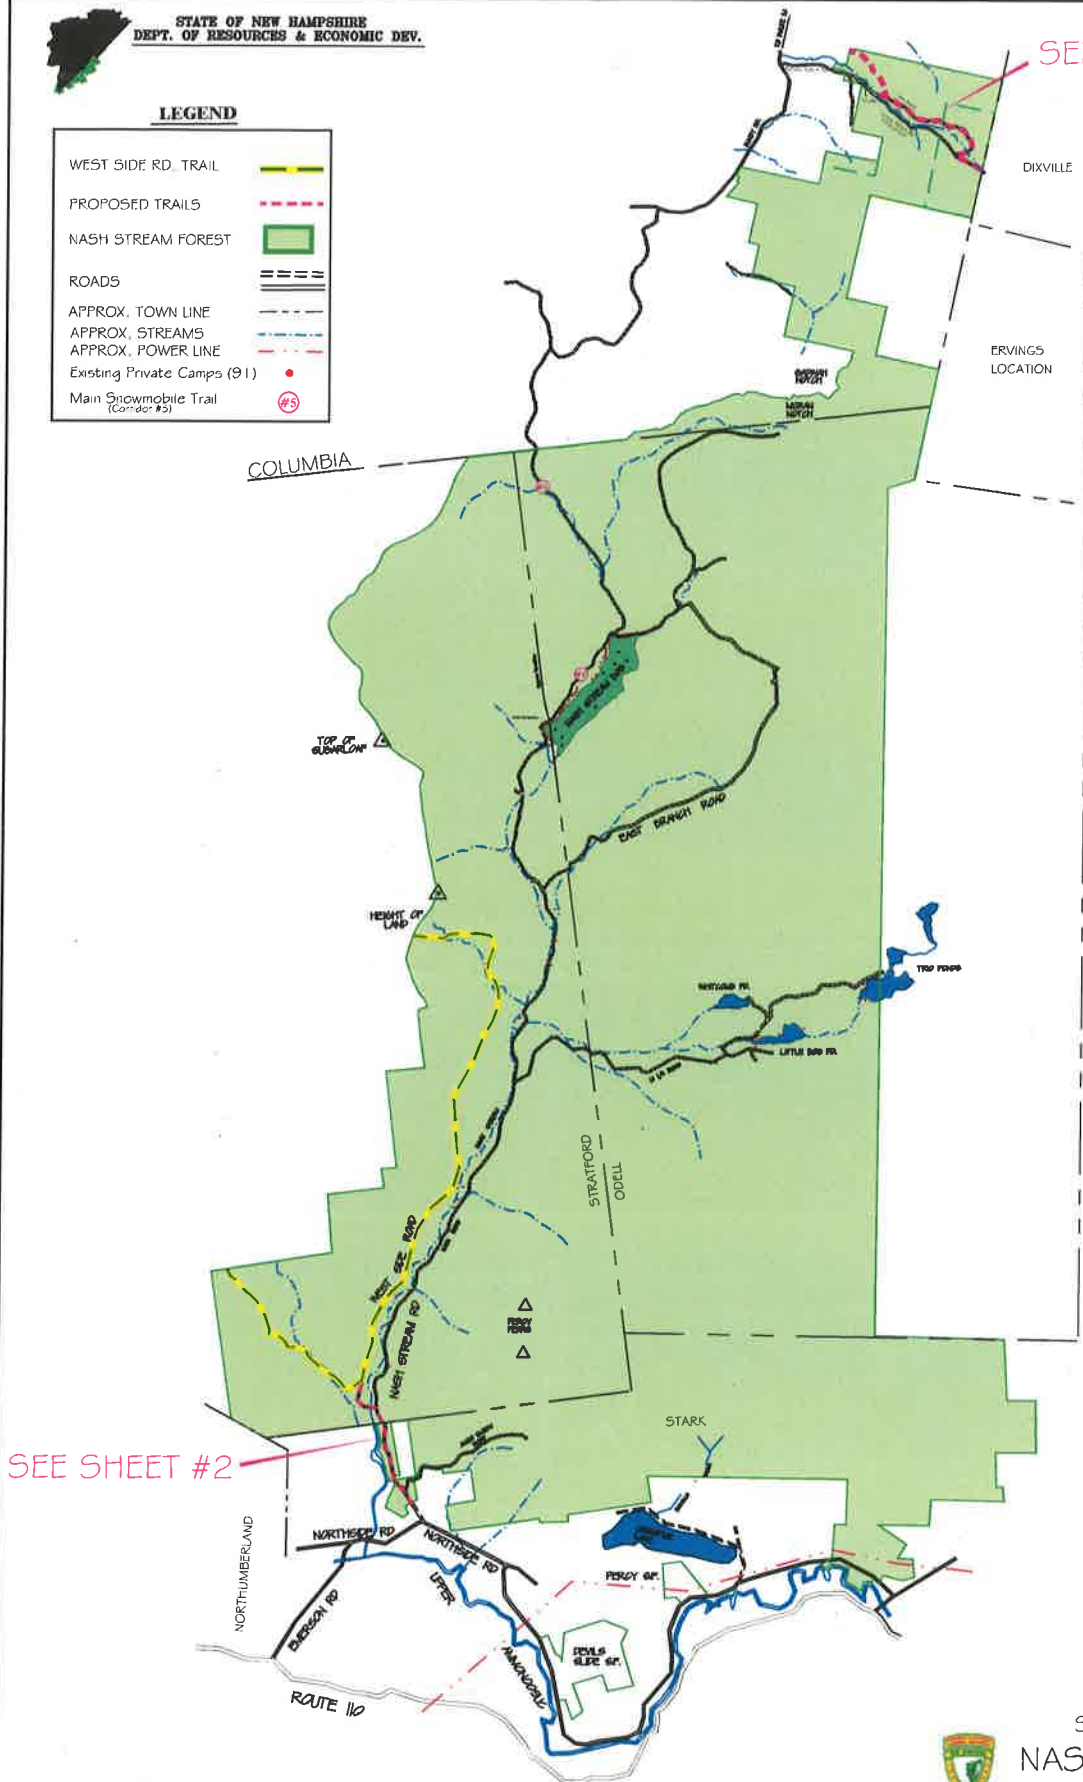 STATE OF NEW HAMPSHIRE
DEPT. OF RESOURCES & ECONOMIC DEV.
LEGEND
WEST SIDE RD. TRAIL
PROPOSED TRAILS
NASH STREAM FOREST
ROADS
APPROX. TOWN LINE
APPROX. STREAMS
APPROX. POWER LINE
Existing Private Camps (91)
Main Snowmobile Trail
(Corridor #5)
#5
DIXVILLE
ERVINGS
LOCATION
NOTCH
NOTCH
COLUMBIA
TOP OF
SUGARLOAF
EAST BRANCH ROAD
HEIGHT OF
LAND
TRIO PONDS
STRATFORD
ODELL
WEST SIDE ROAD
NASH STREAM RD
STARK
SEE SHEET #2
NORTHUMBERLAND
NORTHSIDE RD
NORTHSIDE RD
EMERSON RD
UPPER
AMMONOOSUC
PERCY S.F.
DEVILS
SLIDE S.F.
ROUTE 110
NAS